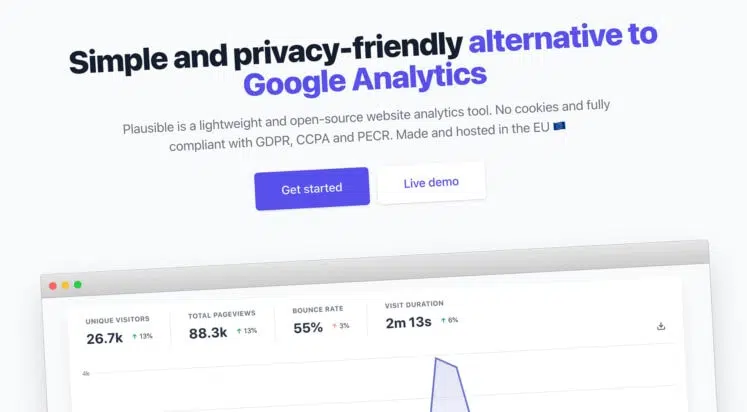 Simple and privacy-friendly alternative to
Google Analytics
Plausible is a lightweight and open-source website analytics tool. No cookies and fully
compliant with GDPR, CCPA and PECR. Made and hosted in the EU 🇪🇺
Get started Live demo
UNIQUE VISITORS TOTAL PAGEVIEWS BOUNCE RATE VISIT DURATION
26.7k ↑ 13% 88.3k ↑ 13% 55% ↑ 3% 2m 13s ↑ 6%
4k